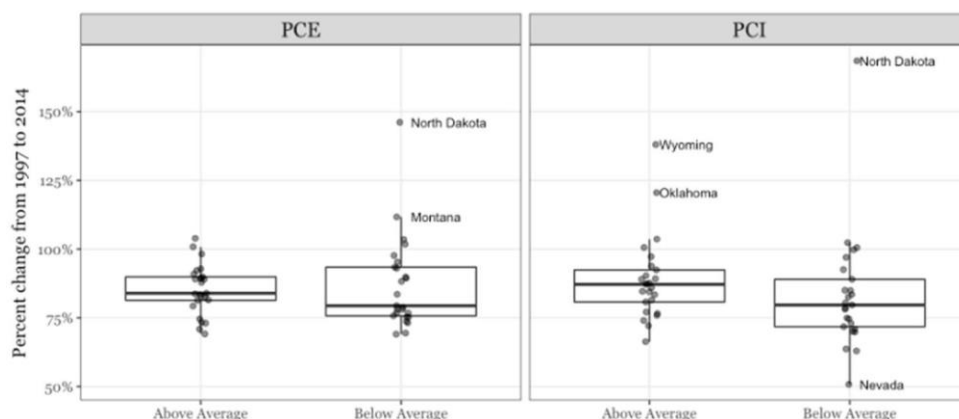 PCE
PCI
Percent change from 1997 to 2014
150%
125%
100%
75%
50%
North Dakota
Montana
North Dakota
Wyoming
Oklahoma
Nevada
Above Average
Below Average
Above Average
Below Average